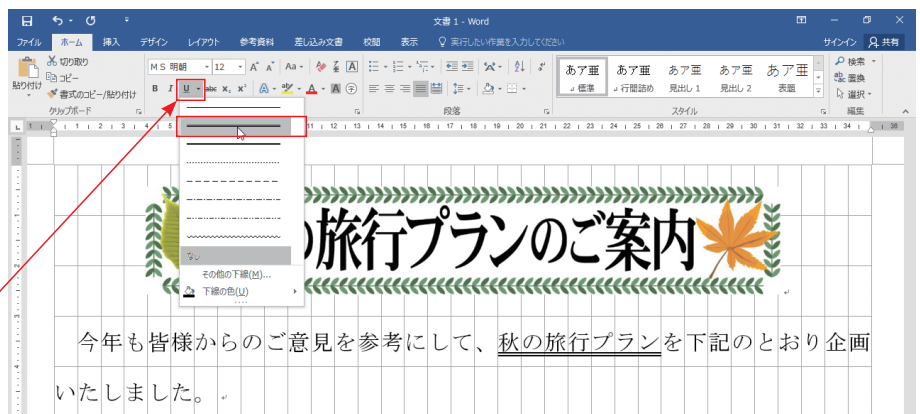 文書 1 - Word
ファイル ホーム 挿入 デザイン レイアウト 参考資料 差し込み文書 校閲 表示 実行したい作業を入力してください サインイン 共有
貼り付け
切り取り
コピー
書式のコピー/貼り付け
クリップボード
MS 明朝 12
B I U abc x₂ x²
段落
あア亜 標準
あア亜 行間詰め
あア亜 見出し 1
あア亜 見出し 2
あア亜 表題
スタイル
検索
置換
選択
編集
なし
その他の下線(M)...
下線の色(U)
の旅行プランのご案内
今年も皆様からのご意見を参考にして、秋の旅行プランを下記のとおり企画
いたしました。